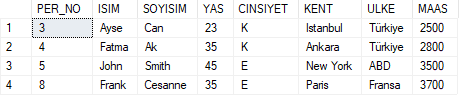 PER_NO ISIM SOYISIM YAS CINSIYET KENT ULKE MAAS
1 3 Ayse Can 23 K Istanbul Türkiye 2500
2 4 Fatma Ak 35 K Ankara Türkiye 2800
3 5 John Smith 45 E New York ABD 3500
4 8 Frank Cesanne 35 E Paris Fransa 3700